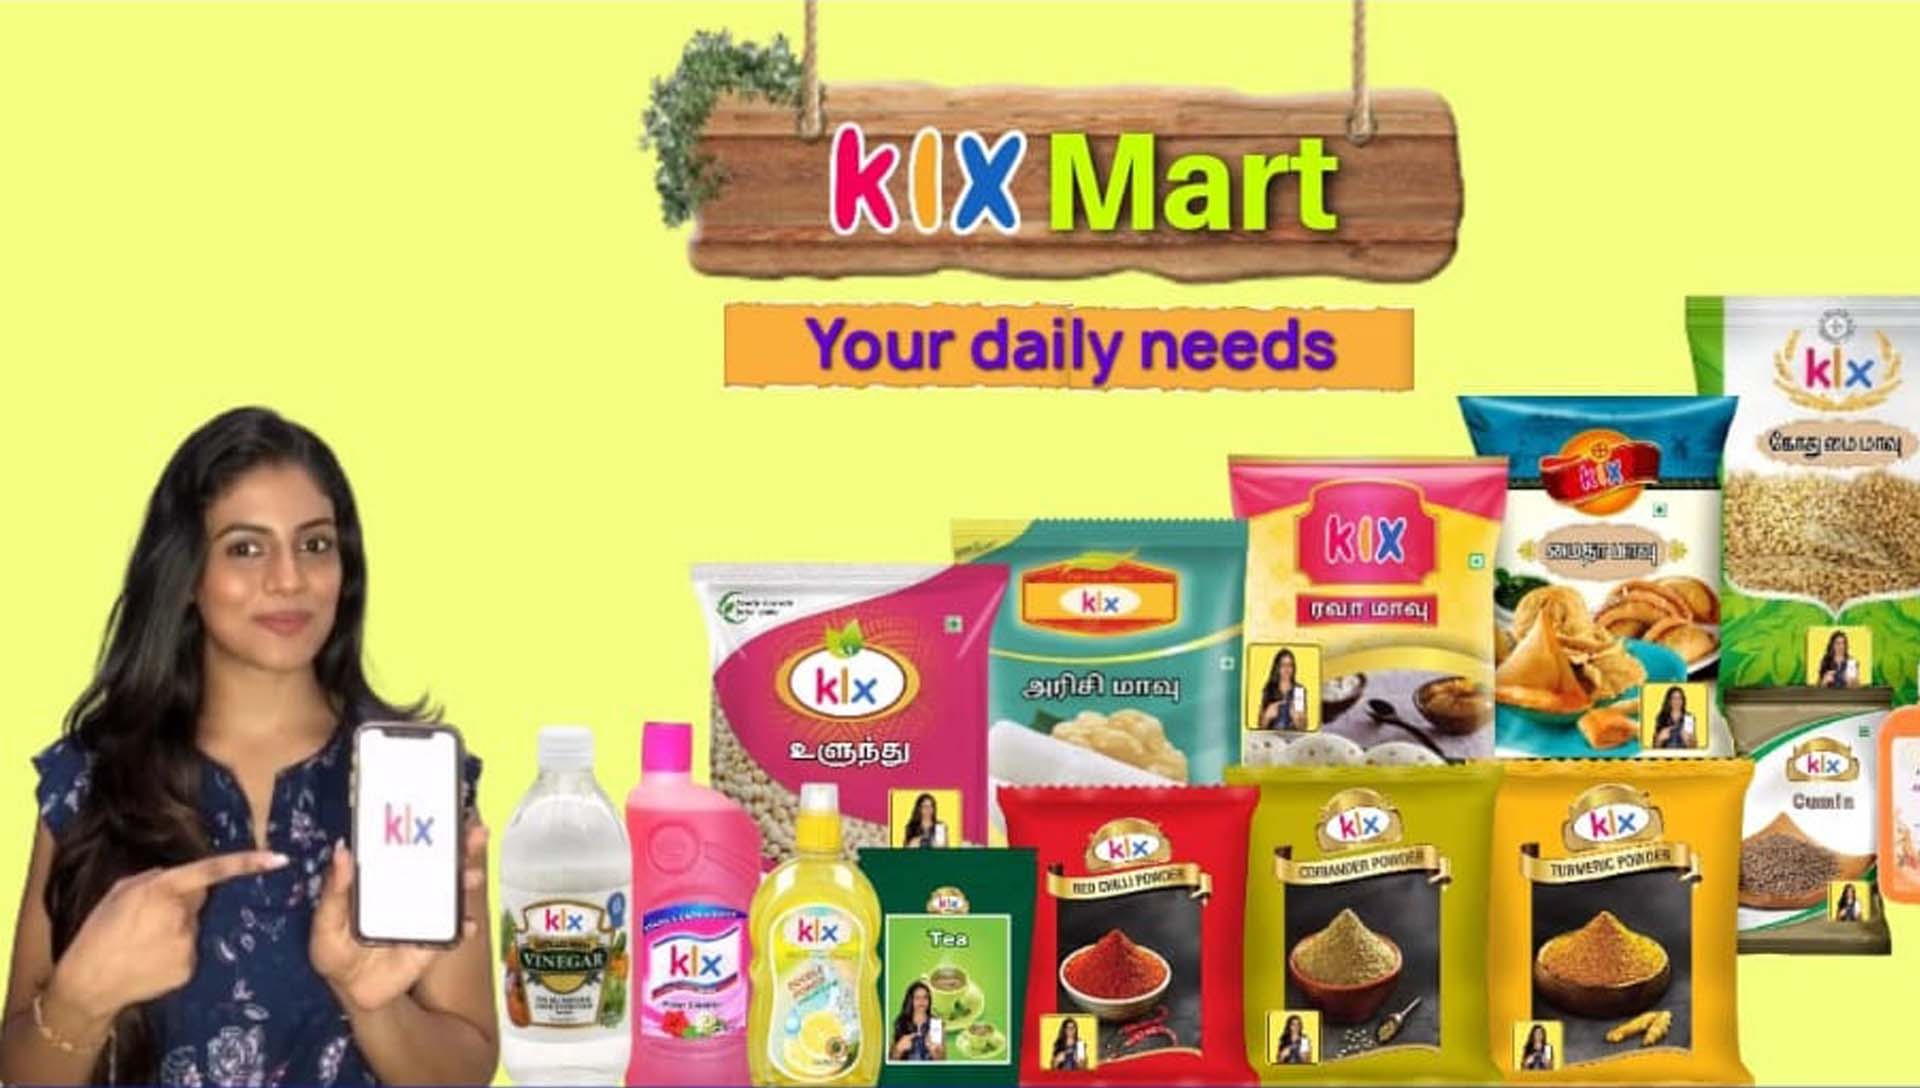 klx Mart
Your daily needs
klx
கோதுமை மாவு
klx
மைதா மாவு
klx
ரவா மாவு
klx
அரிசி மாவு
klx
உளுந்து
klx
klx
VINEGAR
klx
klx
klx
Tea
klx
RED CHILLI POWDER
klx
CORIANDER POWDER
klx
TURMERIC POWDER
klx
Cumin